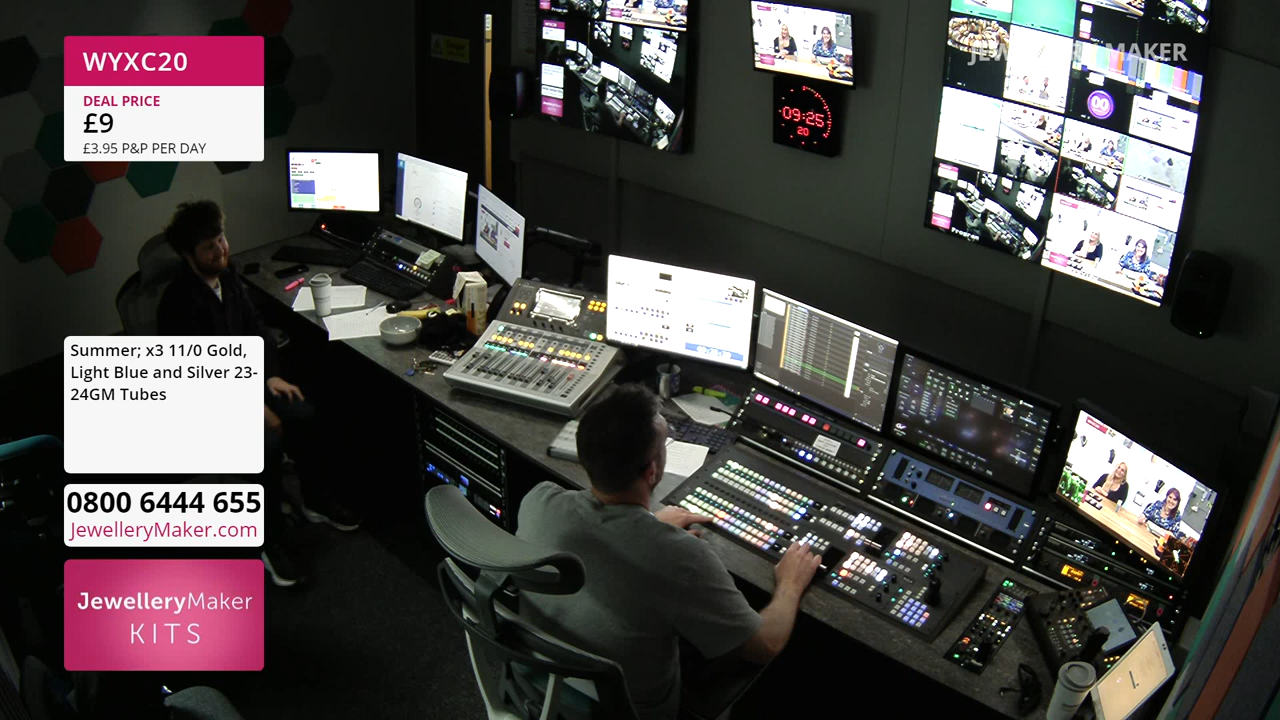 WYXC20
DEAL PRICE
£9
£3.95 P&P PER DAY
JEWELLERYMAKER
09:25
20
Summer; x3 11/0 Gold,
Light Blue and Silver 23-
24GM Tubes
0800 6444 655
JewelleryMaker.com
JewelleryMaker
KITS